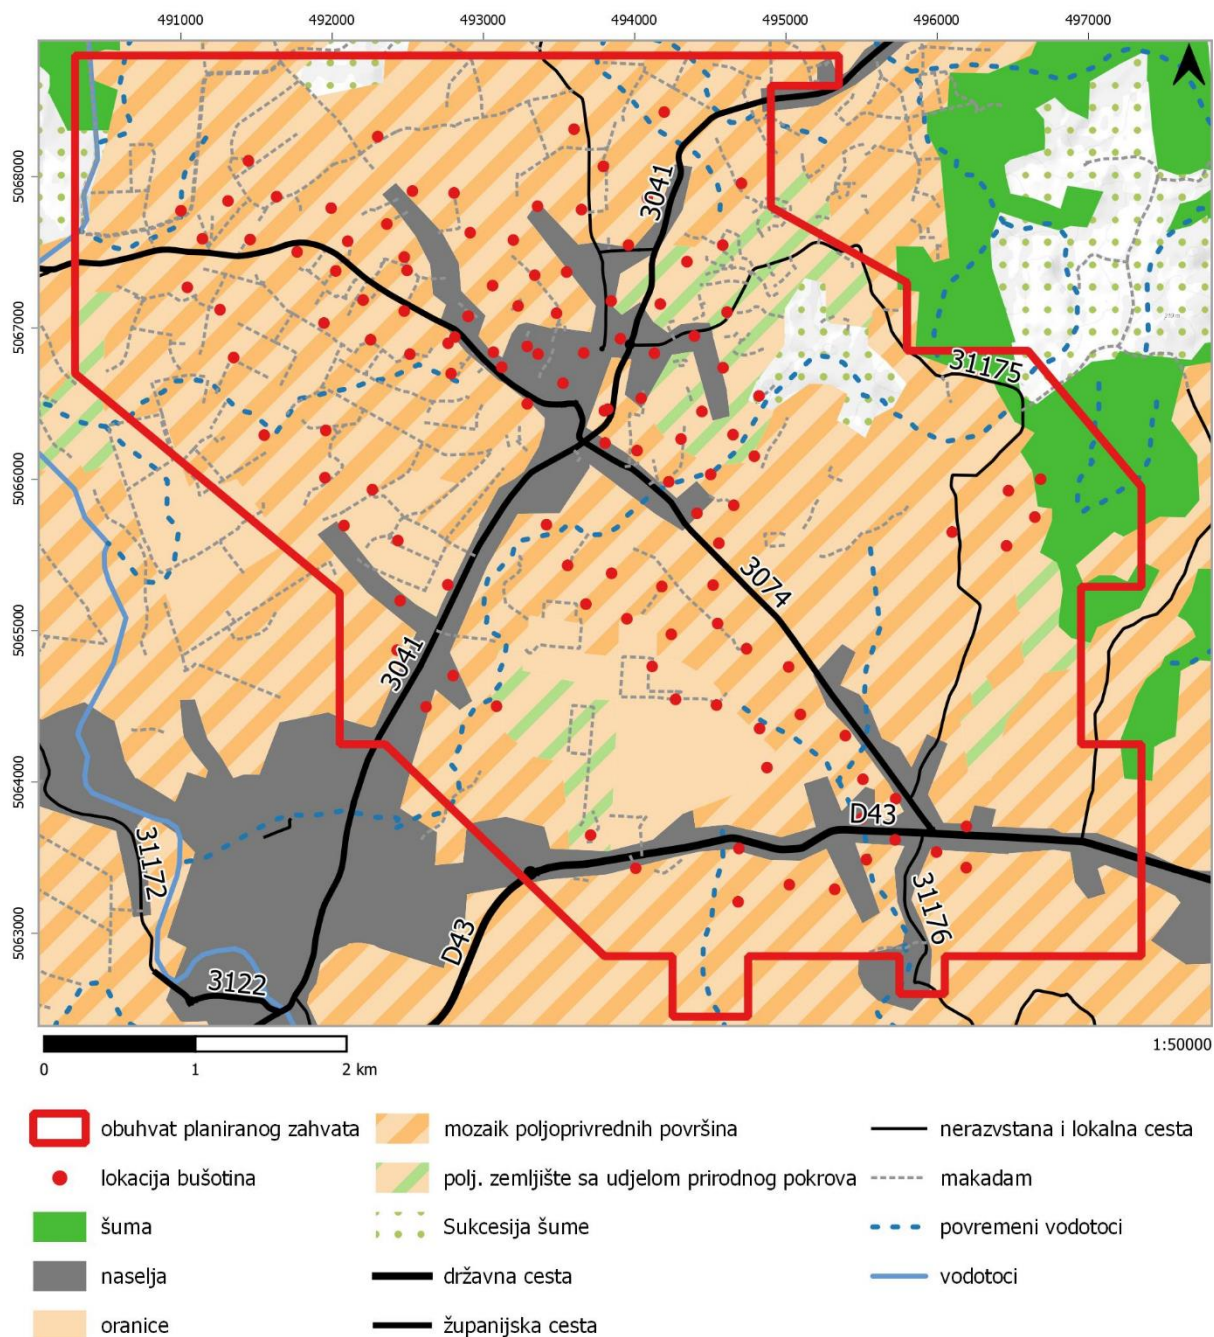 491000 492000 493000 494000 495000 496000 497000
5068000
5067000
5066000
5065000
5064000
5063000
3041
31175
3074
3041
D43
31172
31176
D43
3122
0 1 2 km
1:50000
obuhvat planiranog zahvata
lokacija bušotina
šuma
naselja
oranice
mozaik poljoprivrednih površina
polj. zemljište sa udjelom prirodnog pokrova
Sukcesija šume
državna cesta
županijska cesta
nerazvstana i lokalna cesta
makadam
povremeni vodotoci
vodotoci